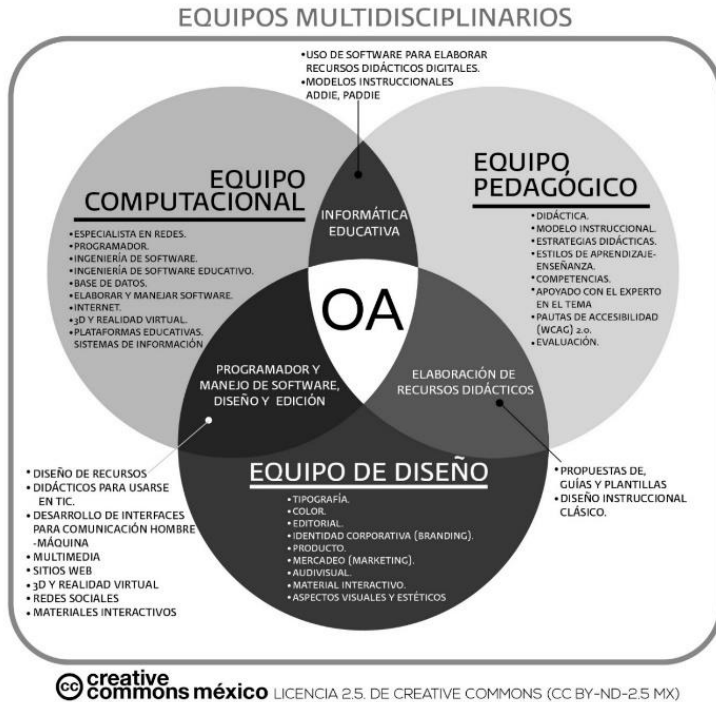 EQUIPOS MULTIDISCIPLINARIOS
•USO DE SOFTWARE PARA ELABORAR
RECURSOS DIDÁCTICOS DIGITALES.
•MODELOS INSTRUCCIONALES
ADDIE, PADDIE
EQUIPO
COMPUTACIONAL
•ESPECIALISTA EN REDES.
•PROGRAMADOR.
•INGENIERÍA DE SOFTWARE.
•INGENIERÍA DE SOFTWARE EDUCATIVO.
•BASE DE DATOS.
•ELABORAR Y MANEJAR SOFTWARE.
•INTERNET.
•3D Y REALIDAD VIRTUAL.
•PLATAFORMAS EDUCATIVAS.
SISTEMAS DE INFORMACIÓN
INFORMÁTICA
EDUCATIVA
EQUIPO
PEDAGÓGICO
•DIDÁCTICA.
•MODELO INSTRUCCIONAL.
•ESTRATEGIAS DIDÁCTICAS.
•ESTILOS DE APRENDIZAJE-
ENSEÑANZA.
•COMPETENCIAS.
•APOYADO CON EL EXPERTO
EN EL TEMA
•PAUTAS DE ACCESIBILIDAD
(WCAG) 2.0.
•EVALUACIÓN.
OA
PROGRAMADOR Y
MANEJO DE SOFTWARE,
DISEÑO Y EDICIÓN
ELABORACIÓN DE
RECURSOS DIDÁCTICOS
EQUIPO DE DISEÑO
•TIPOGRAFÍA.
•COLOR.
•EDITORIAL.
•IDENTIDAD CORPORATIVA (BRANDING).
•PRODUCTO.
•MERCADEO (MARKETING).
•AUDIVISUAL.
•MATERIAL INTERACTIVO.
•ASPECTOS VISUALES Y ESTÉTICOS
• DISEÑO DE RECURSOS
• DIDÁCTICOS PARA USARSE
EN TIC.
• DESARROLLO DE INTERFACES
PARA COMUNICACIÓN HOMBRE
-MÁQUINA
• MULTIMEDIA
• SITIOS WEB
• 3D Y REALIDAD VIRTUAL
• REDES SOCIALES
• MATERIALES INTERACTIVOS
• PROPUESTAS DE,
GUÍAS Y PLANTILLAS
• DISEÑO INSTRUCCIONAL
CLÁSICO.
cc creative
commons méxico LICENCIA 2.5. DE CREATIVE COMMONS (CC BY-ND-2.5 MX)